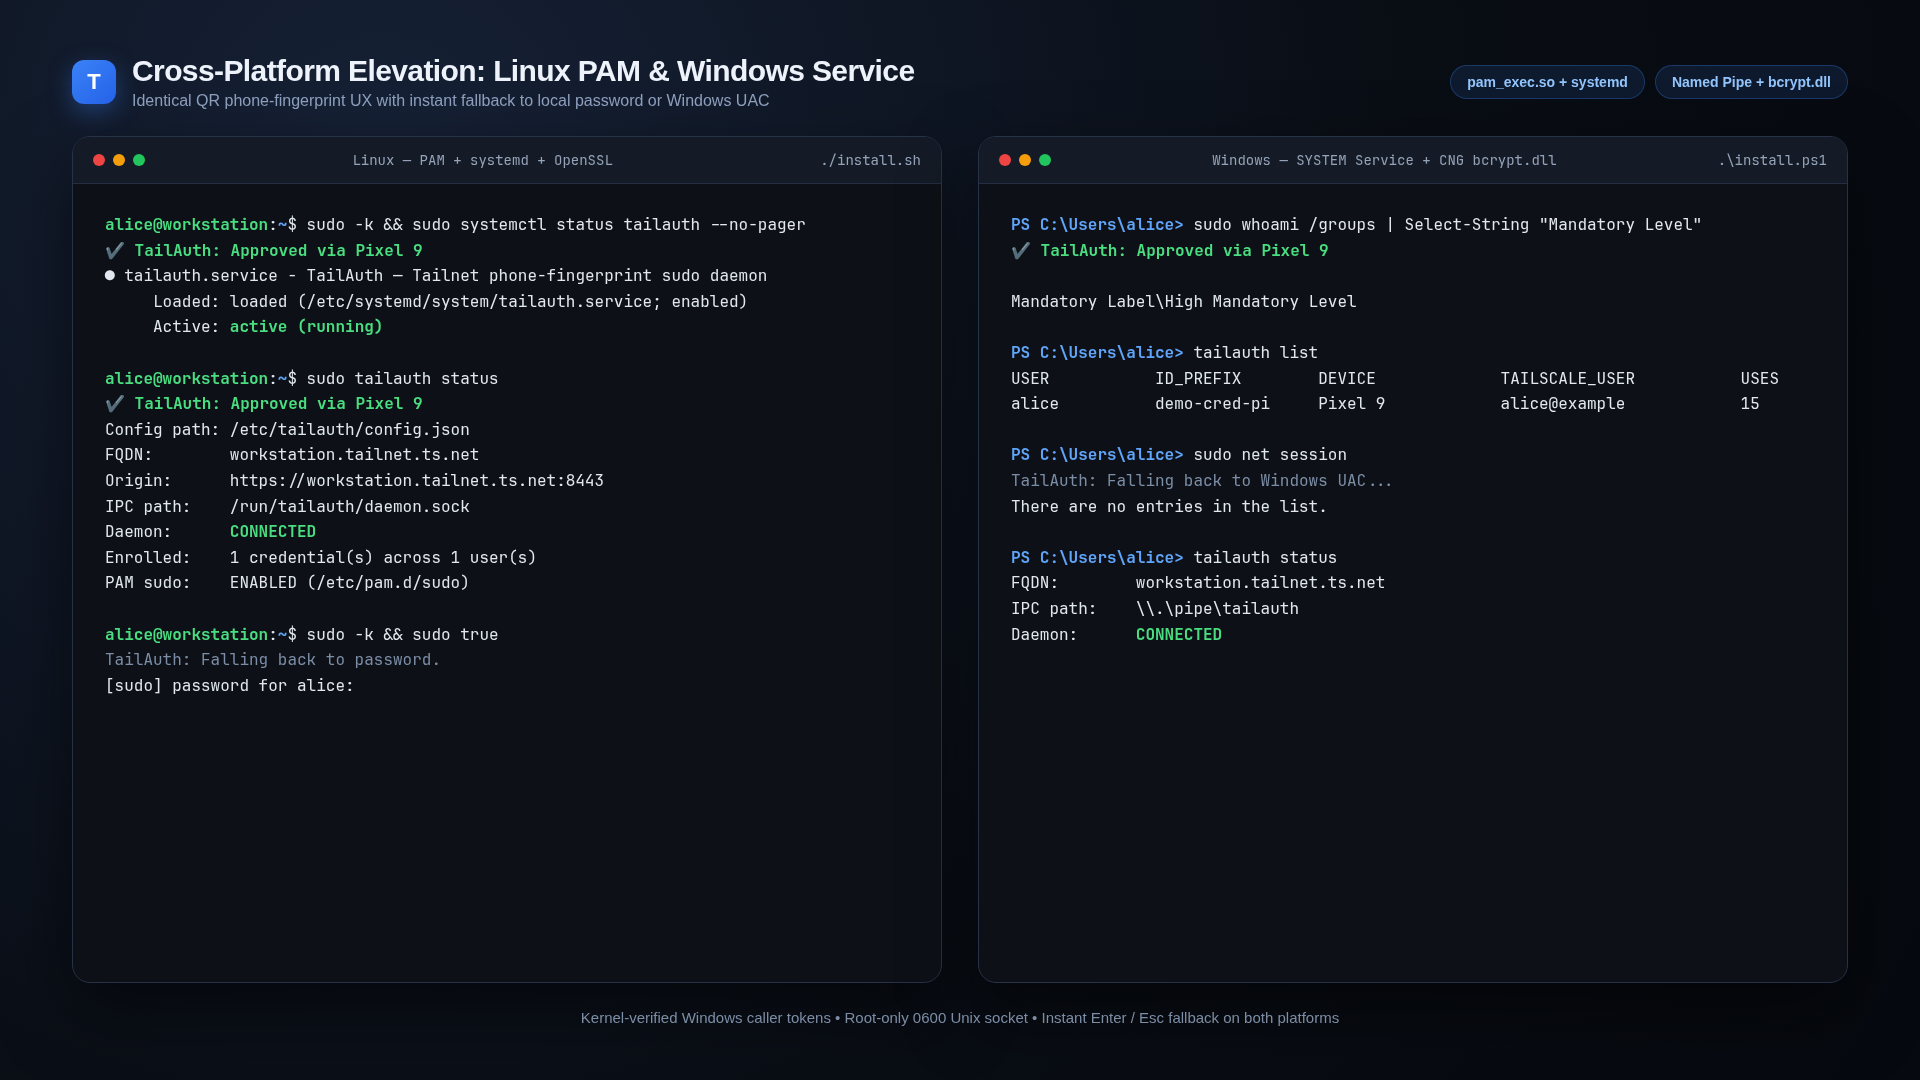 T
Cross-Platform Elevation: Linux PAM & Windows Service
Identical QR phone-fingerprint UX with instant fallback to local password or Windows UAC
pam_exec.so + systemd
Named Pipe + bcrypt.dll
Linux — PAM + systemd + OpenSSL
./install.sh
alice@workstation:~$ sudo -k && sudo systemctl status tailauth --no-pager
✔ TailAuth: Approved via Pixel 9
● tailauth.service - TailAuth — Tailnet phone-fingerprint sudo daemon
Loaded: loaded (/etc/systemd/system/tailauth.service; enabled)
Active: active (running)
alice@workstation:~$ sudo tailauth status
✔ TailAuth: Approved via Pixel 9
Config path: /etc/tailauth/config.json
FQDN: workstation.tailnet.ts.net
Origin: https://workstation.tailnet.ts.net:8443
IPC path: /run/tailauth/daemon.sock
Daemon: CONNECTED
Enrolled: 1 credential(s) across 1 user(s)
PAM sudo: ENABLED (/etc/pam.d/sudo)
alice@workstation:~$ sudo -k && sudo true
TailAuth: Falling back to password.
[sudo] password for alice:
Windows — SYSTEM Service + CNG bcrypt.dll
.\install.ps1
PS C:\Users\alice> sudo whoami /groups | Select-String "Mandatory Level"
✔ TailAuth: Approved via Pixel 9
Mandatory Label\High Mandatory Level
PS C:\Users\alice> tailauth list
USER ID_PREFIX DEVICE TAILSCALE_USER USES
alice demo-cred-pi Pixel 9 alice@example 15
PS C:\Users\alice> sudo net session
TailAuth: Falling back to Windows UAC...
There are no entries in the list.
PS C:\Users\alice> tailauth status
FQDN: workstation.tailnet.ts.net
IPC path: \\.\pipe\tailauth
Daemon: CONNECTED
Kernel-verified Windows caller tokens • Root-only 0600 Unix socket • Instant Enter / Esc fallback on both platforms